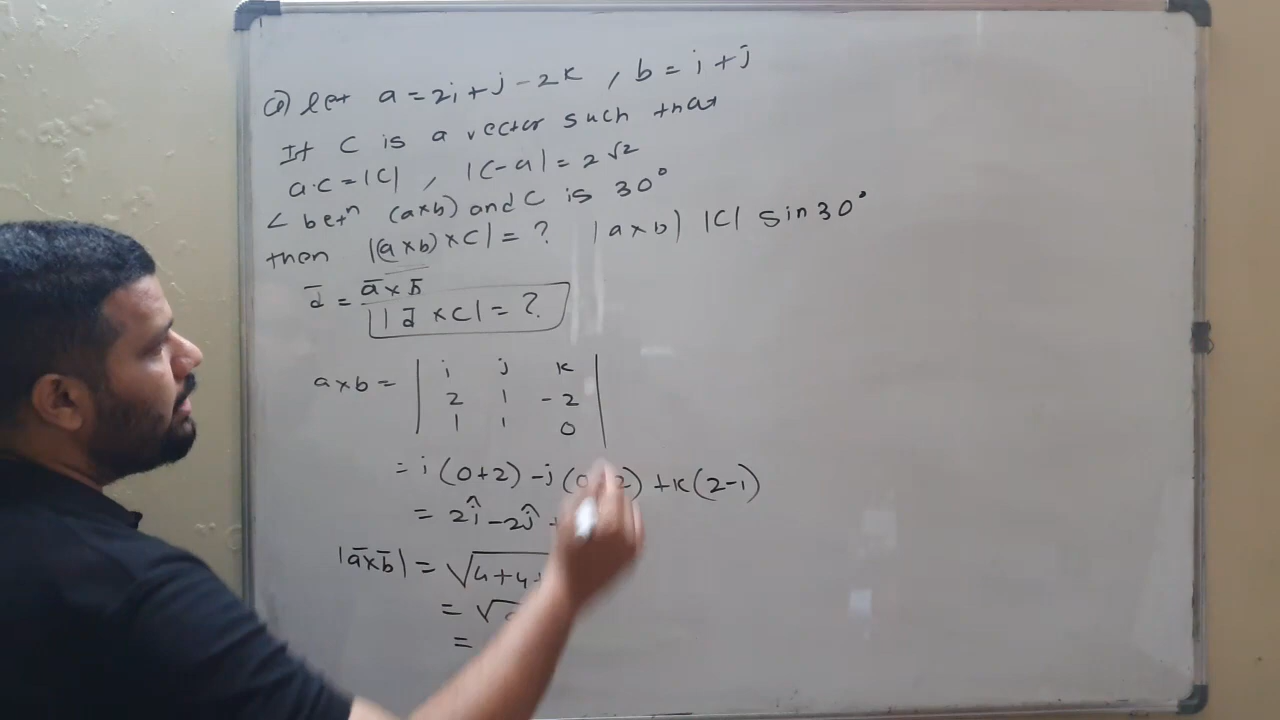 Q) let a = 2i + j - 2k , b = i + j
If C is a vector such that
a.c = |C| , |C-a| = 2√2
∠ betⁿ (a×b) and C is 30°
then |(a×b)×C| = ? |a×b| |C| sin30°
d̅ = a̅×b̅
|d̅×C| = ?
a×b = | i j k |
| 2 1 -2 |
| 1 1 0 |
= i(0+2) -j(0+2) +k(2-1)
= 2î -2ĵ +
|a̅×b̅| = √4+4+
= √
=